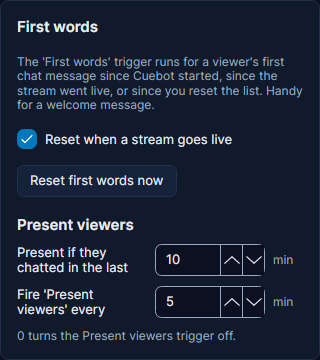 First words
The 'First words' trigger runs for a viewer's first
chat message since Cuebot started, since the
stream went live, or since you reset the list. Handy
for a welcome message.
Reset when a stream goes live
Reset first words now
Present viewers
Present if they
chatted in the last
10
min
Fire 'Present
viewers' every
5
min
0 turns the Present viewers trigger off.